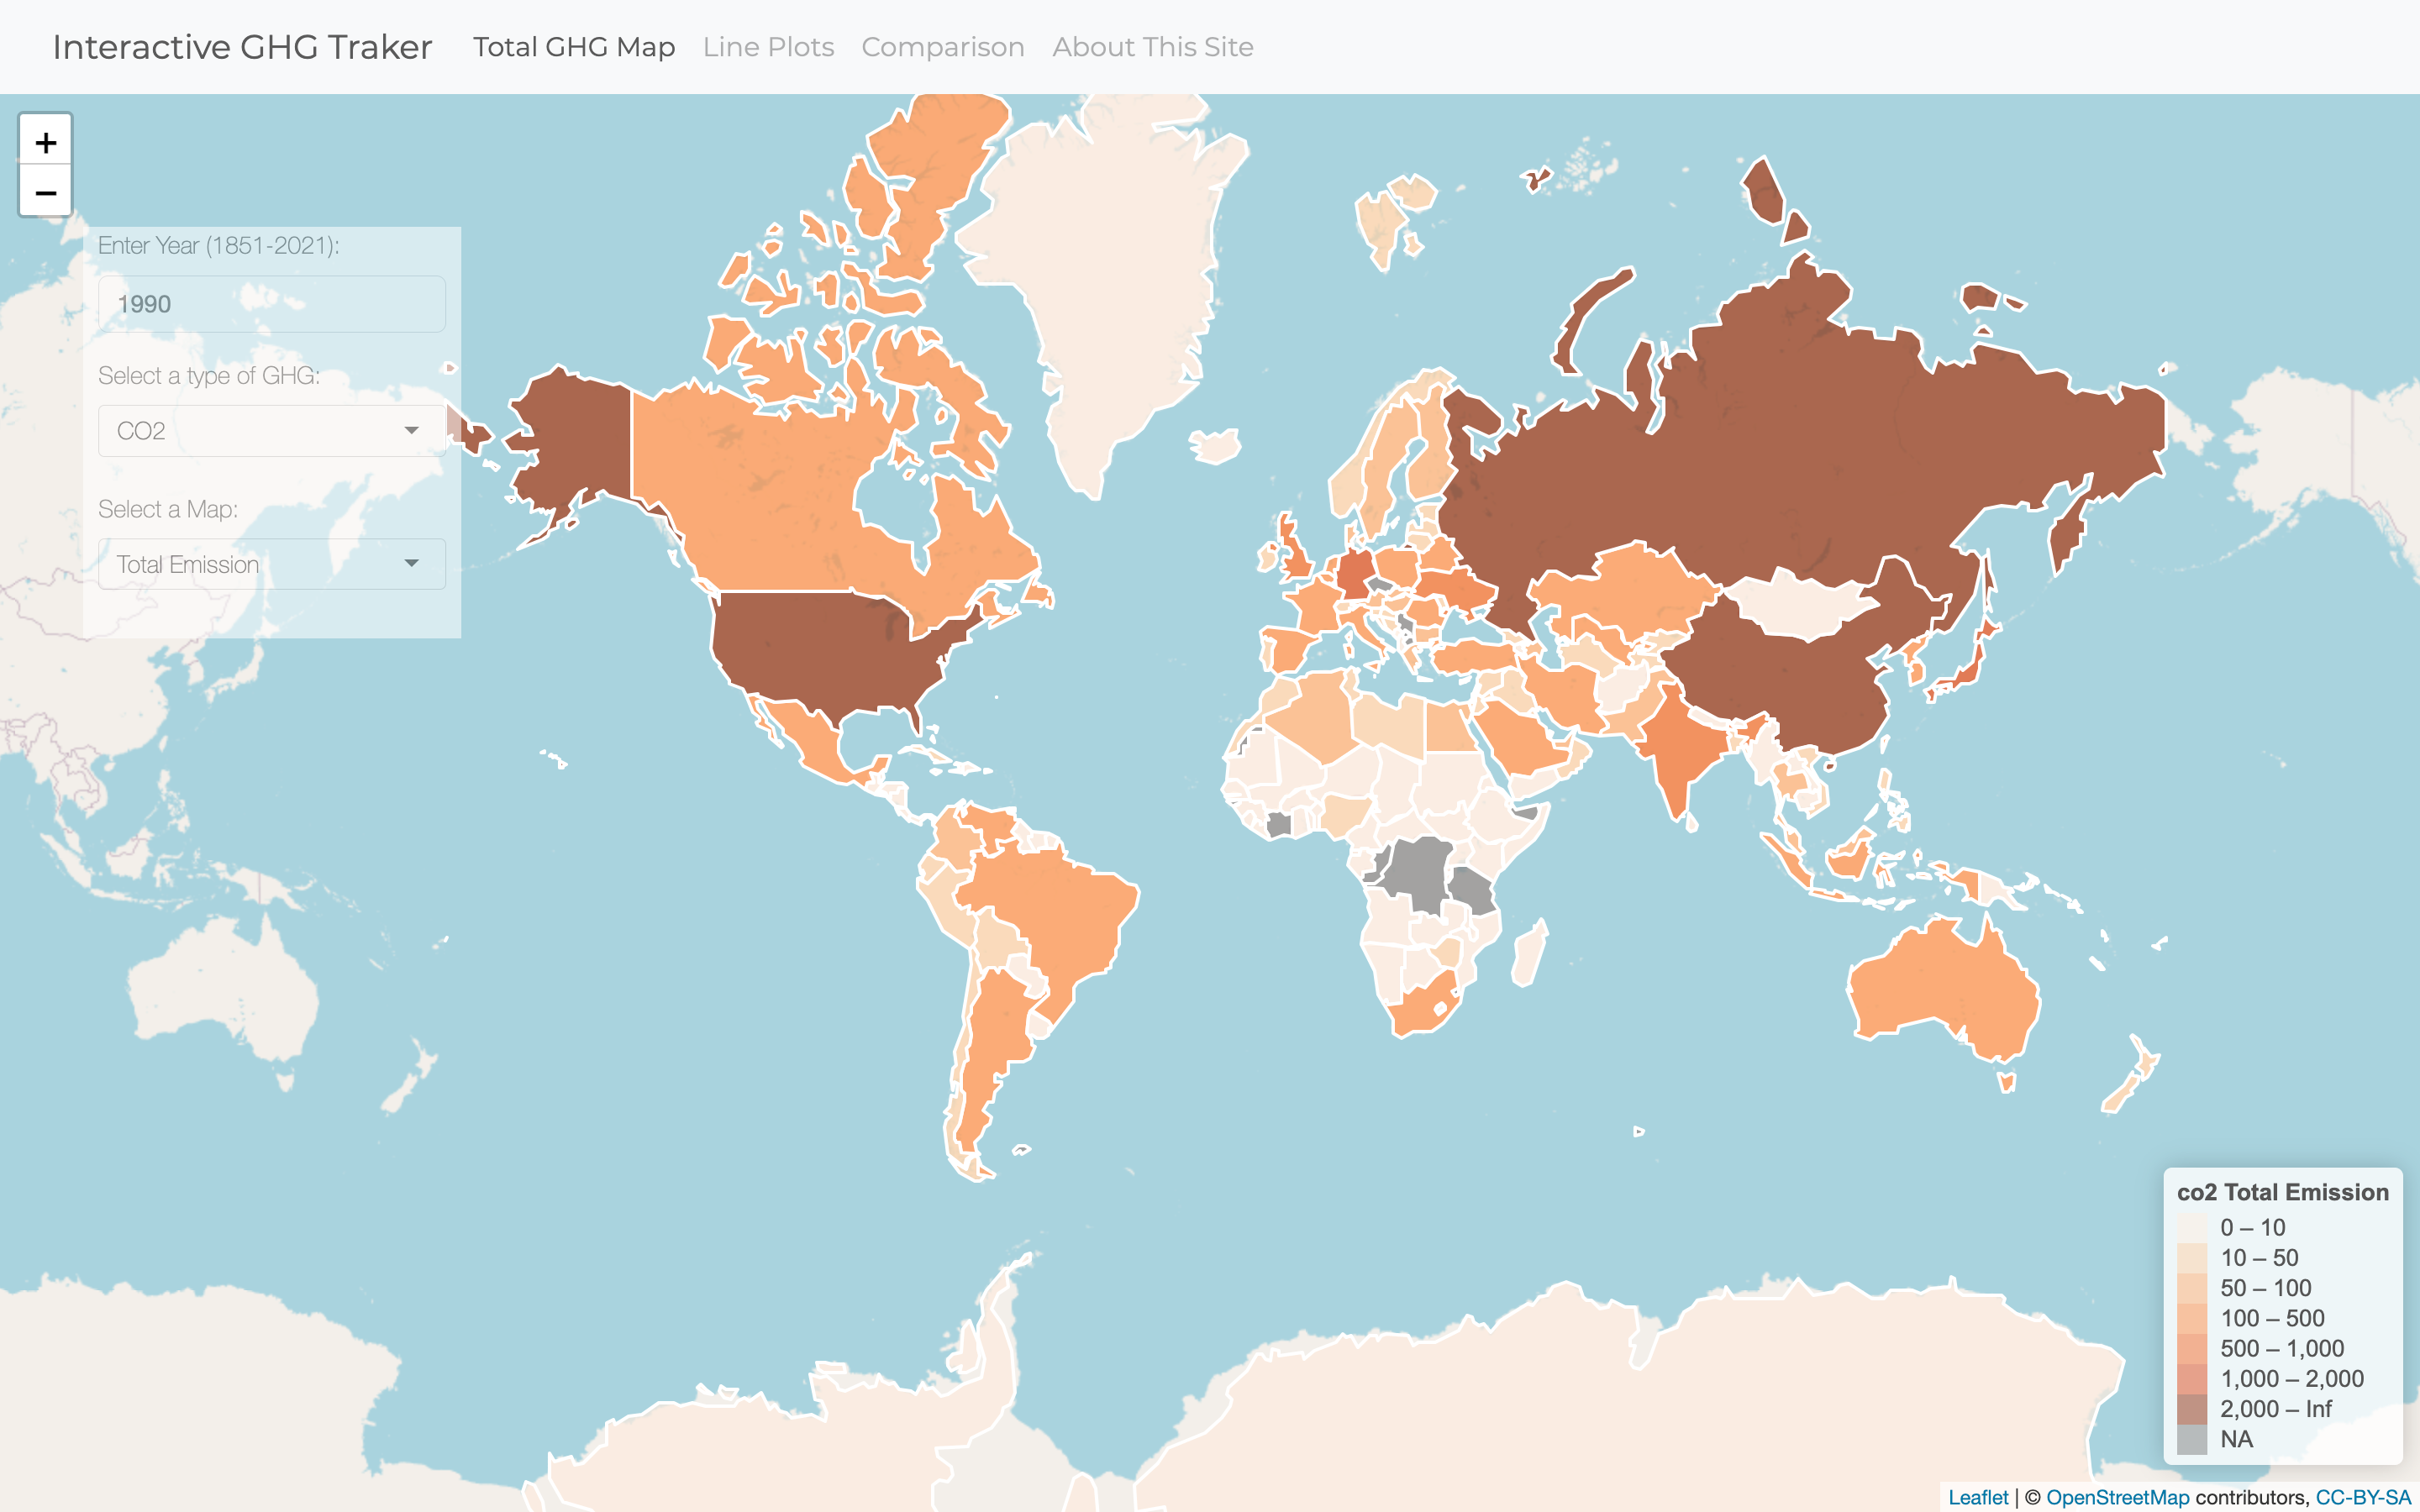 Interactive GHG Traker Total GHG Map Line Plots Comparison About This Site
+
−
Enter Year (1851-2021):
1990
Select a type of GHG:
CO2
Select a Map:
Total Emission
co2 Total Emission
0 – 10
10 – 50
50 – 100
100 – 500
500 – 1,000
1,000 – 2,000
2,000 – Inf
NA
Leaflet | © OpenStreetMap contributors, CC-BY-SA